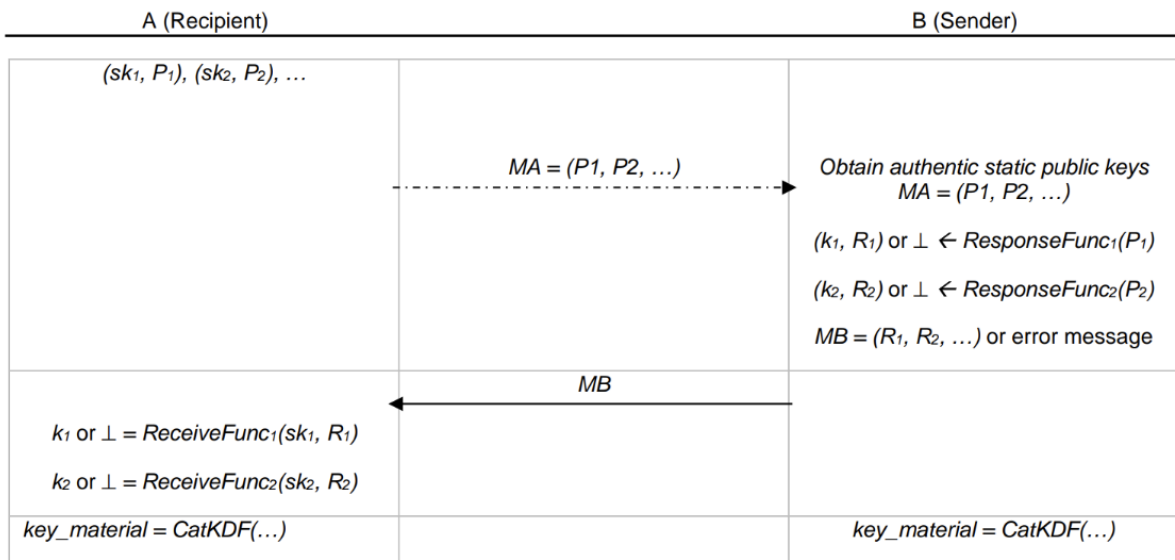 A (Recipient) B (Sender)
(sk₁, P₁), (sk₂, P₂), …
MA = (P1, P2, …) Obtain authentic static public keys
MA = (P1, P2, …)
(k₁, R₁) or ⊥ ← ResponseFunc₁(P₁)
(k₂, R₂) or ⊥ ← ResponseFunc₂(P₂)
MB = (R₁, R₂, …) or error message
MB
k₁ or ⊥ = ReceiveFunc₁(sk₁, R₁)
k₂ or ⊥ = ReceiveFunc₂(sk₂, R₂)
key_material = CatKDF(…) key_material = CatKDF(…)